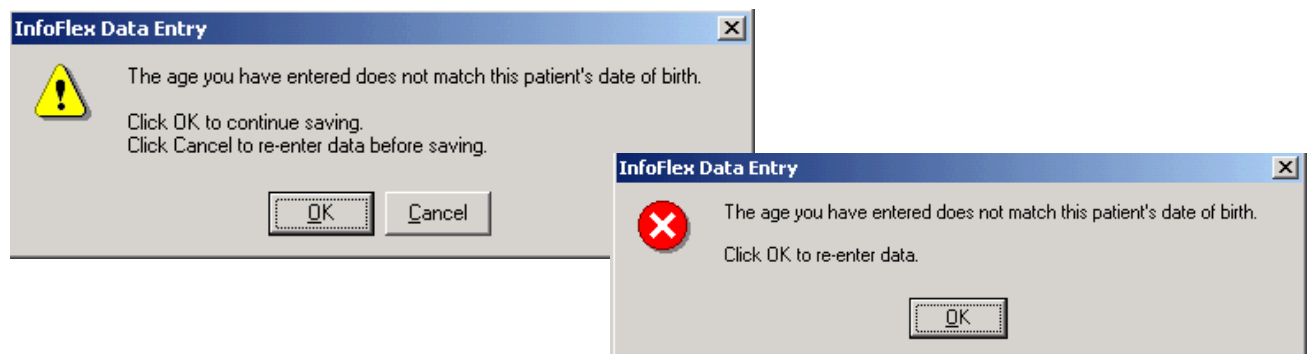 InfoFlex Data Entry
The age you have entered does not match this patient's date of birth.
Click OK to continue saving.
Click Cancel to re-enter data before saving.
OK
Cancel
InfoFlex Data Entry
The age you have entered does not match this patient's date of birth.
Click OK to re-enter data.
OK